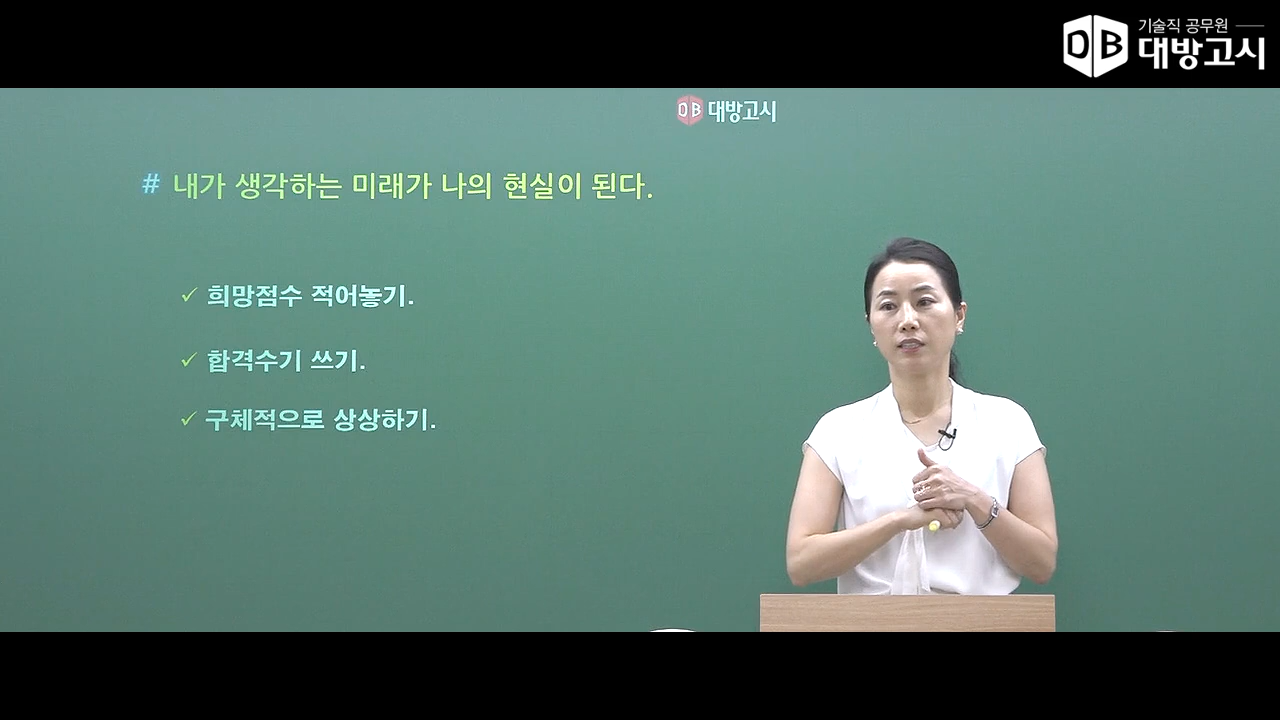 기술직 공무원
DB 대방고시
DB 대방고시
# 내가 생각하는 미래가 나의 현실이 된다.
✓ 희망점수 적어놓기.
✓ 합격수기 쓰기.
✓ 구체적으로 상상하기.